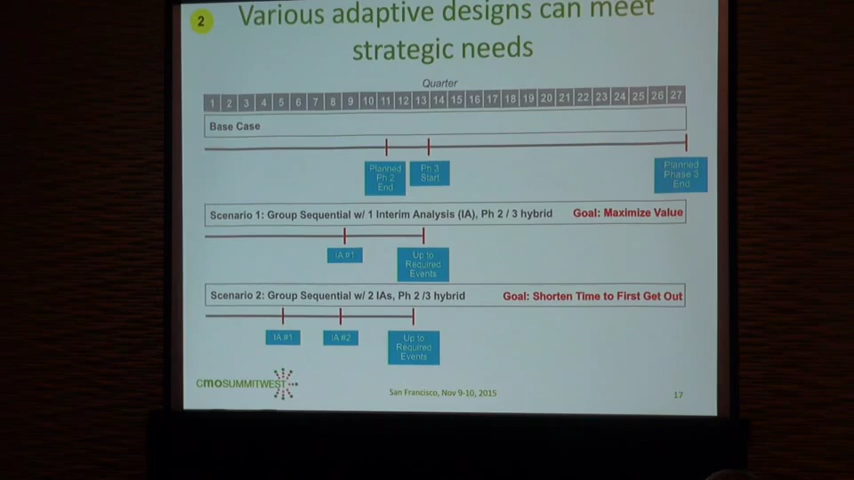 2
Various adaptive designs can meet
strategic needs
Quarter
1 2 3 4 5 6 7 8 9 10 11 12 13 14 15 16 17 18 19 20 21 22 23 24 25 26 27
Base Case
Planned
Ph 2
End
Ph 3
Start
Planned
Phase 3
End
Scenario 1: Group Sequential w/ 1 Interim Analysis (IA), Ph 2 / 3 hybrid
Goal: Maximize Value
IA #1
Up to
Required
Events
Scenario 2: Group Sequential w/ 2 IAs, Ph 2 /3 hybrid
Goal: Shorten Time to First Get Out
IA #1
IA #2
Up to
Required
Events
CMOSUMMITWEST
San Francisco, Nov 9-10, 2015
17